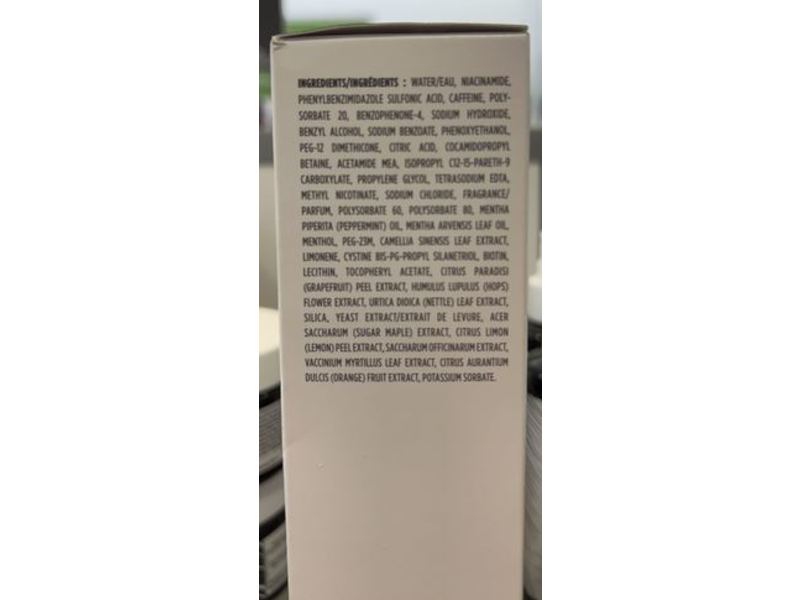 INGREDIENTS/INGRÉDIENTS : WATER/EAU, NIACINAMIDE,
PHENYLBENZIMIDAZOLE SULFONIC ACID, CAFFEINE, POLY-
SORBATE 20, BENZOPHENONE-4, SODIUM HYDROXIDE,
BENZYL ALCOHOL, SODIUM BENZOATE, PHENOXYETHANOL,
PEG-12 DIMETHICONE, CITRIC ACID, COCAMIDOPROPYL
BETAINE, ACETAMIDE MEA, ISOPROPYL C12-15-PARETH-9
CARBOXYLATE, PROPYLENE GLYCOL, TETRASODIUM EDTA,
METHYL NICOTINATE, SODIUM CHLORIDE, FRAGRANCE/
PARFUM, POLYSORBATE 60, POLYSORBATE 80, MENTHA
PIPERITA (PEPPERMINT) OIL, MENTHA ARVENSIS LEAF OIL,
MENTHOL, PEG-23M, CAMELLIA SINENSIS LEAF EXTRACT,
LIMONENE, CYSTINE BIS-PG-PROPYL SILANETRIOL, BIOTIN,
LECITHIN, TOCOPHERYL ACETATE, CITRUS PARADISI
(GRAPEFRUIT) PEEL EXTRACT, HUMULUS LUPULUS (HOPS)
FLOWER EXTRACT, URTICA DIOICA (NETTLE) LEAF EXTRACT,
SILICA, YEAST EXTRACT/EXTRAIT DE LEVURE, ACER
SACCHARUM (SUGAR MAPLE) EXTRACT, CITRUS LIMON
(LEMON) PEEL EXTRACT, SACCHARUM OFFICINARUM EXTRACT,
VACCINIUM MYRTILLUS LEAF EXTRACT, CITRUS AURANTIUM
DULCIS (ORANGE) FRUIT EXTRACT, POTASSIUM SORBATE.